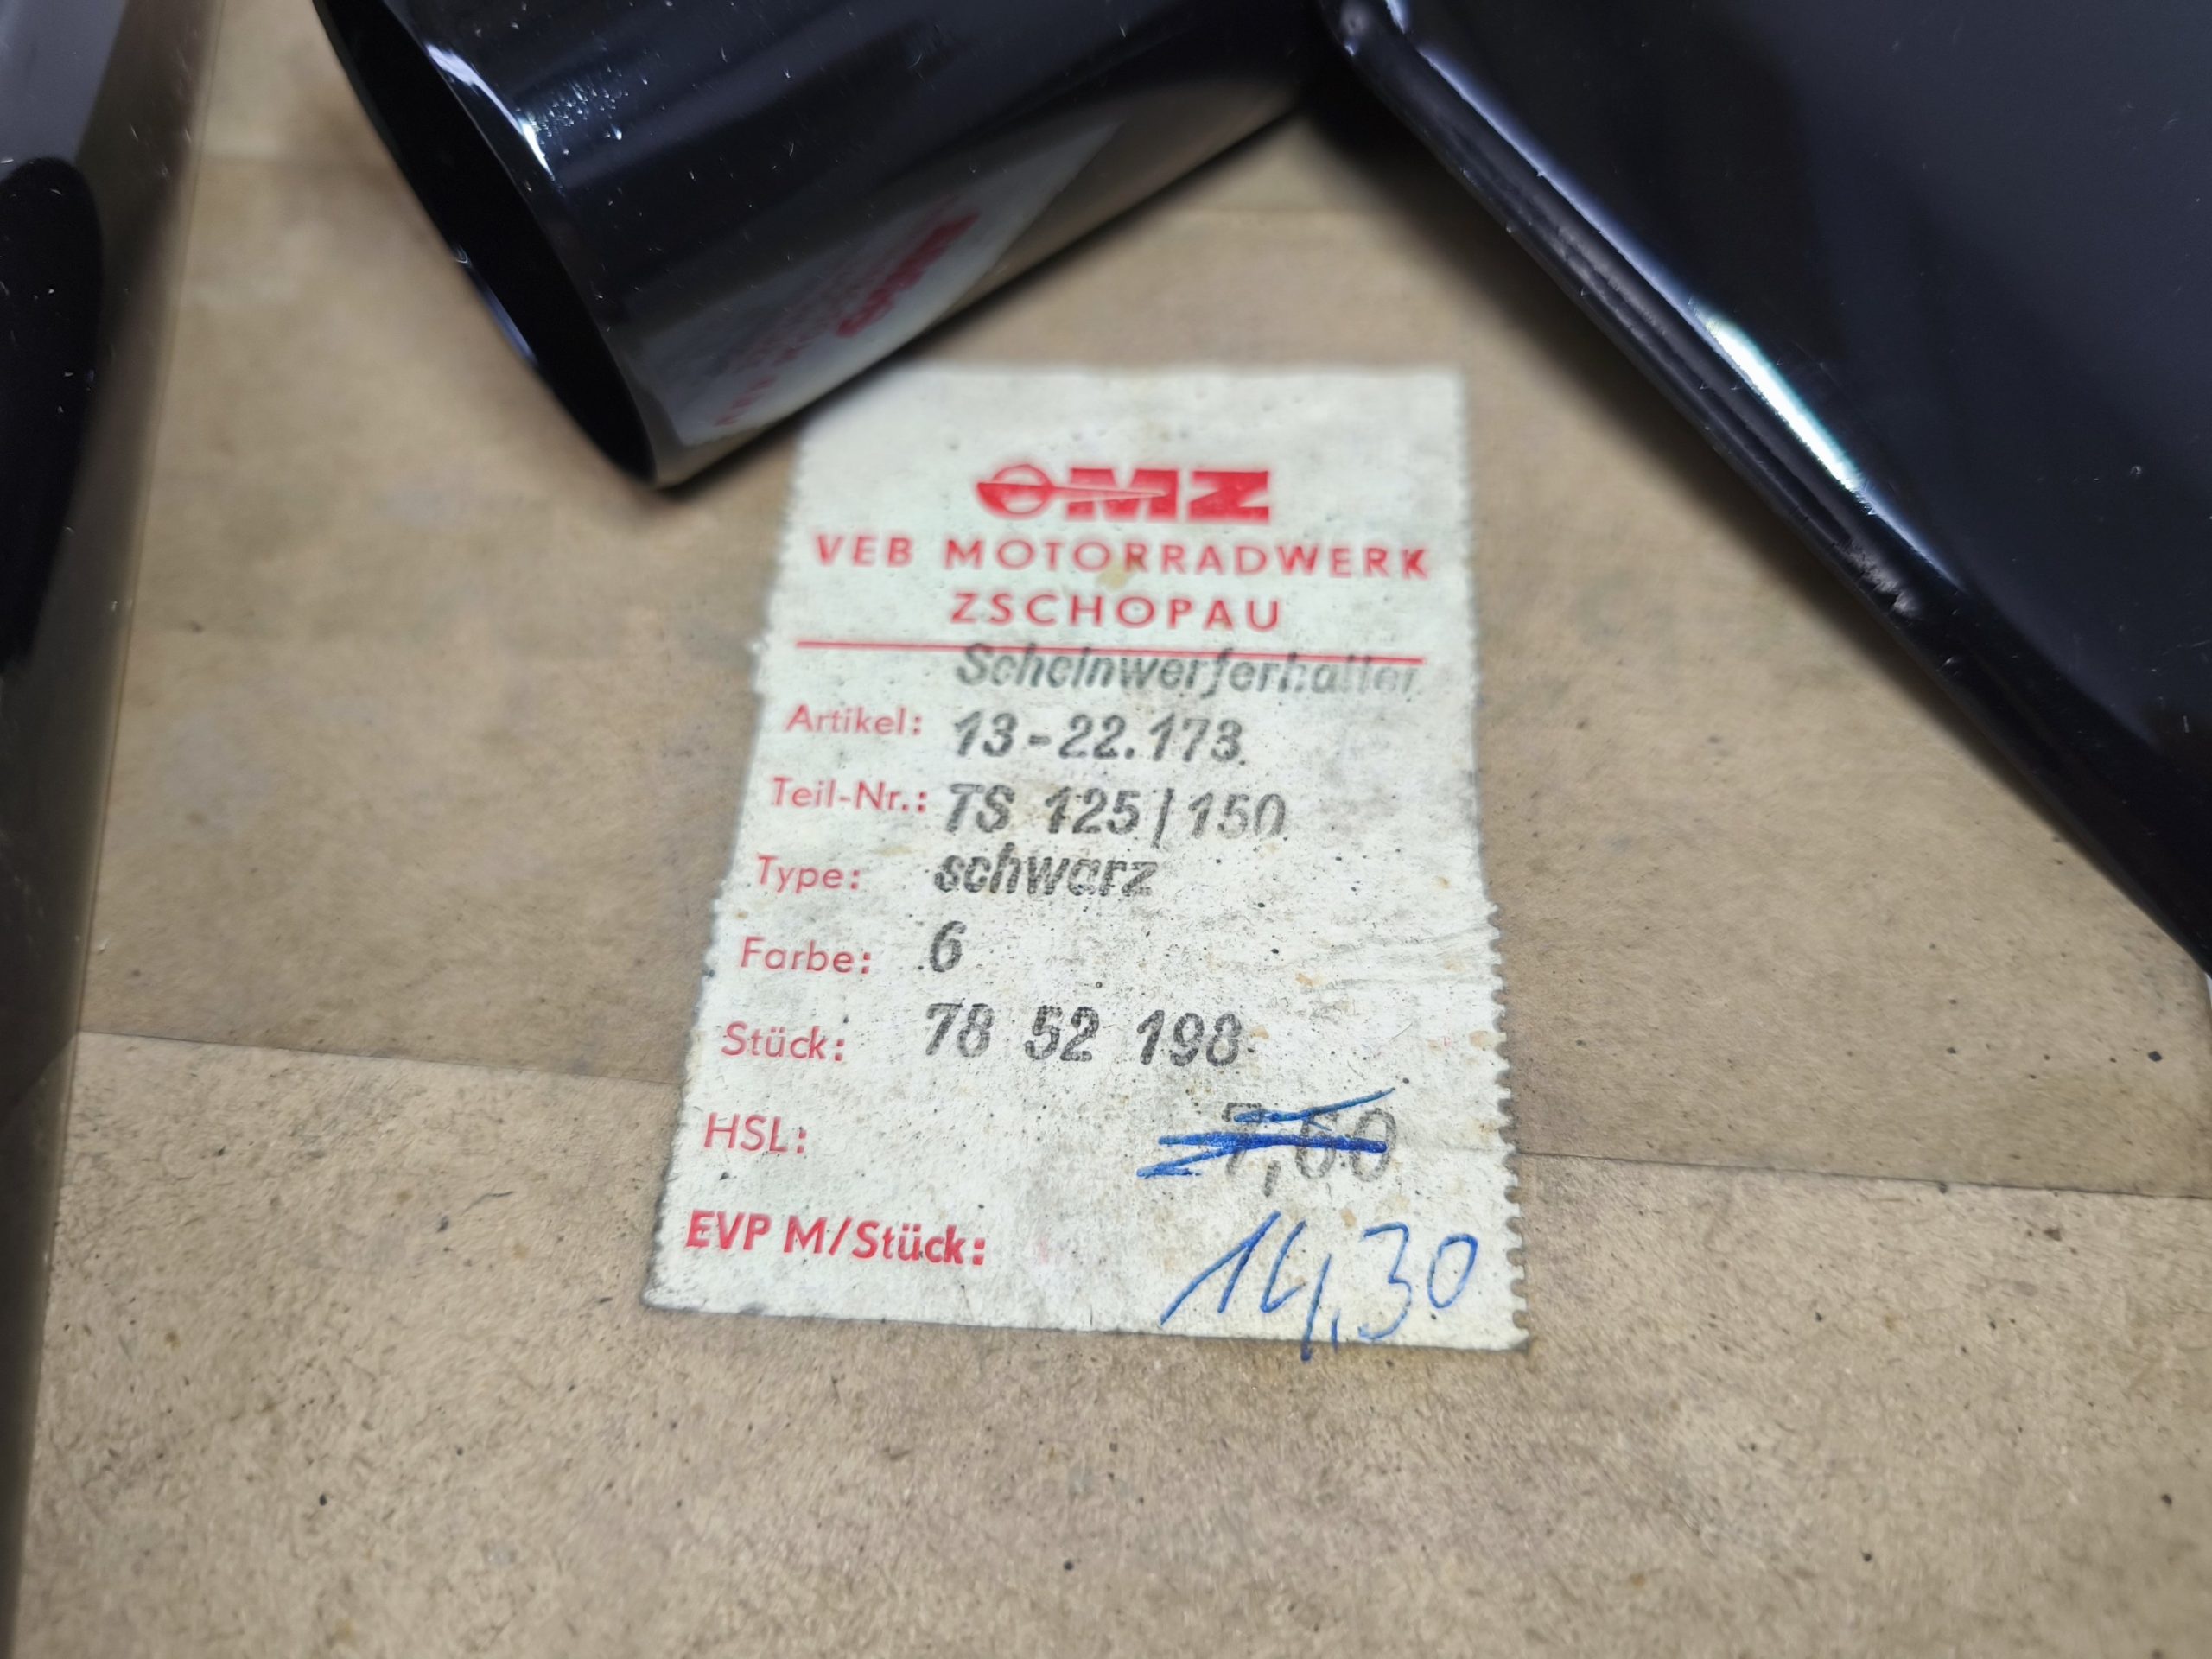 MZ
VEB MOTORRADWERK
ZSCHOPAU
Scheinwerferhalter
Artikel: 13-22.173
Teil-Nr.: TS 125/150
Type: schwarz
Farbe: 6
Stück: 78 52 198
HSL: 7,60
EVP M/Stück: 14,30